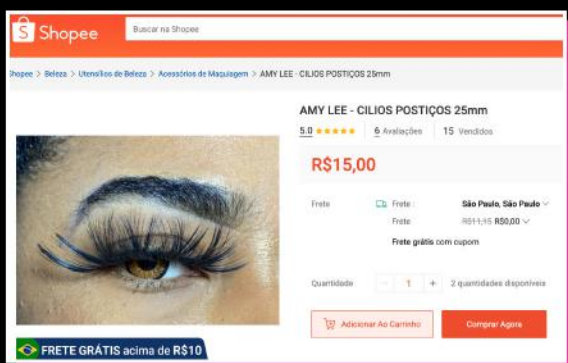 S Shopee
Buscar na Shopee
Shopee > Beleza > Utensílios de Beleza > Acessórios de Maquiagem > AMY LEE - CILIOS POSTIÇOS 25mm
AMY LEE - CILIOS POSTIÇOS 25mm
5.0 6 Avaliações 15 Vendidos
R$15,00
Frete Frete : São Paulo, São Paulo
Frete R$11,15 R$0,00
Frete grátis com cupom
Quantidade - 1 + 2 quantidades disponíveis
Adicionar Ao Carrinho Comprar Agora
FRETE GRÁTIS acima de R$10